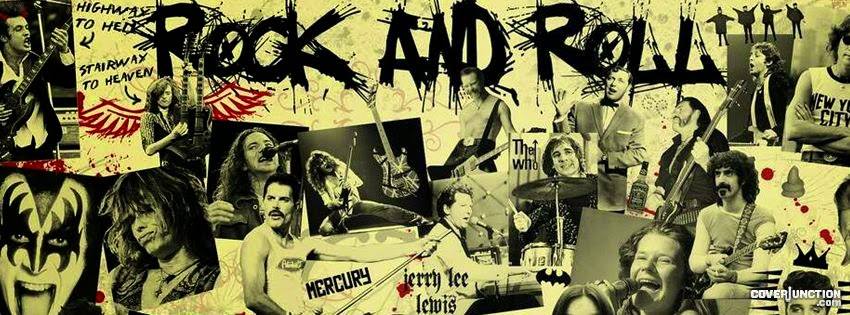 HIGHWAY
TO HELL
STAIRWAY
TO HEAVEN
ROCK AND ROLL
NEW YORK
CITY
The
who
MERCURY
jerry lee
lewis
COVERJUNCTION
.com